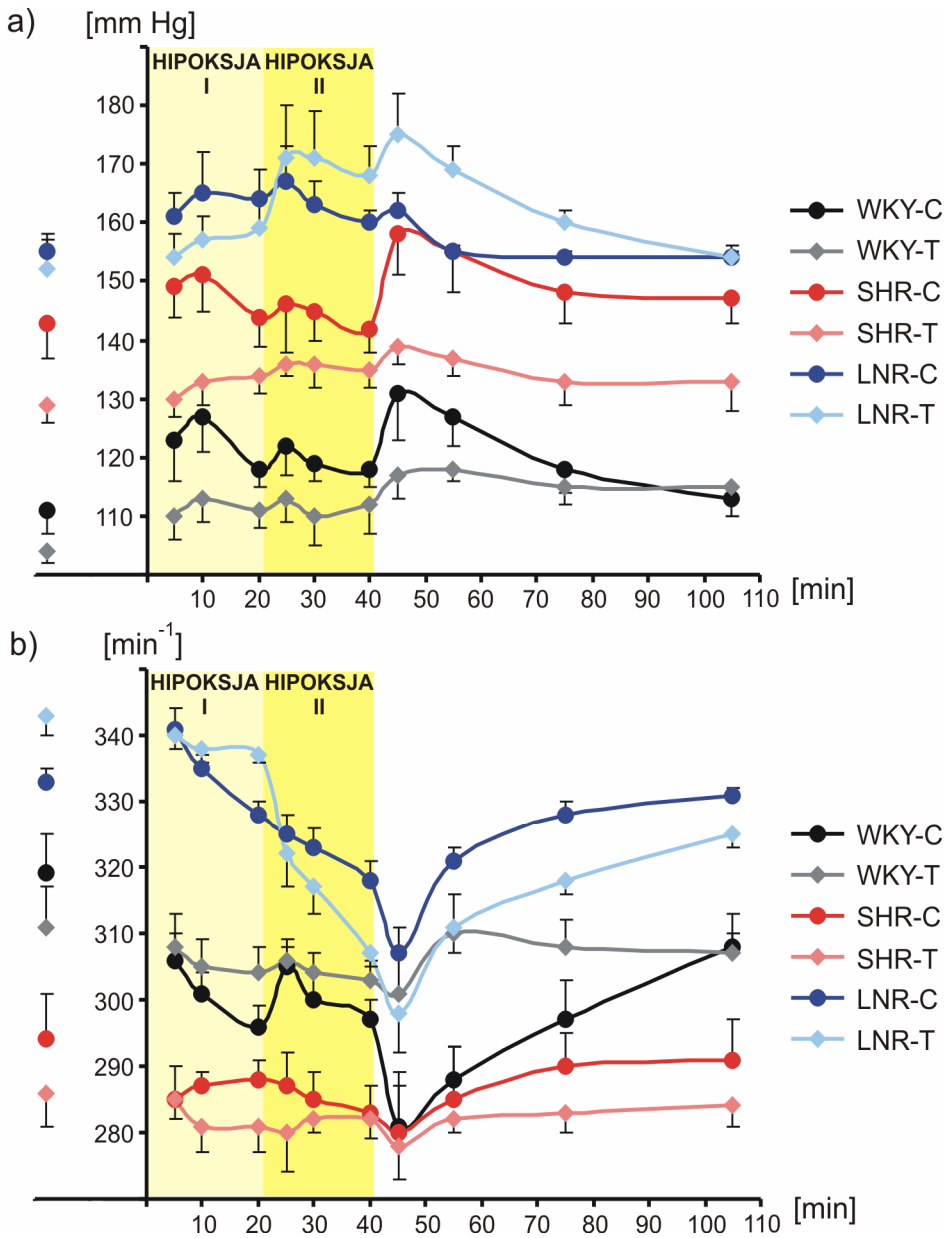 a)
[mm Hg]
HIPOKSJA HIPOKSJA
I II
180
170
160
150
140
130
120
110
10 20 30 40 50 60 70 80 90 100 110
[min]
WKY-C
WKY-T
SHR-C
SHR-T
LNR-C
LNR-T
b)
[min⁻¹]
HIPOKSJA HIPOKSJA
I II
340
330
320
310
300
290
280
10 20 30 40 50 60 70 80 90 100 110
[min]
WKY-C
WKY-T
SHR-C
SHR-T
LNR-C
LNR-T